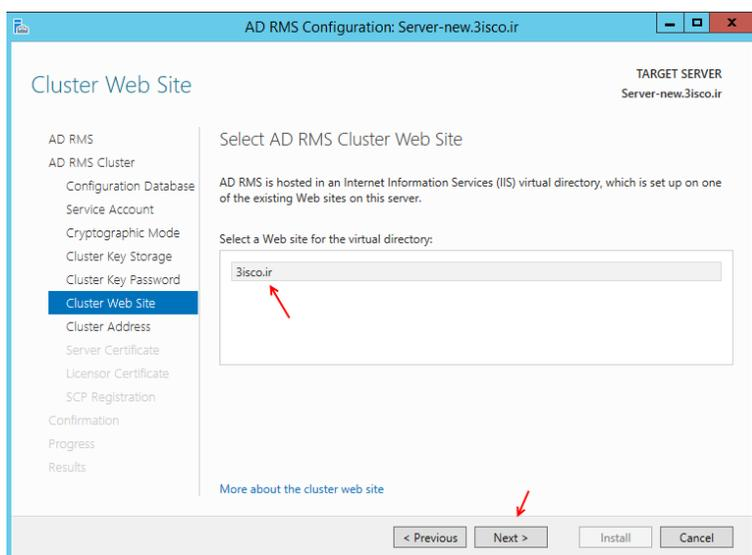 AD RMS Configuration: Server-new.3isco.ir
Cluster Web Site
TARGET SERVER
Server-new.3isco.ir
AD RMS
AD RMS Cluster
Configuration Database
Service Account
Cryptographic Mode
Cluster Key Storage
Cluster Key Password
Cluster Web Site
Cluster Address
Server Certificate
Licensor Certificate
SCP Registration
Confirmation
Progress
Results
Select AD RMS Cluster Web Site
AD RMS is hosted in an Internet Information Services (IIS) virtual directory, which is set up on one
of the existing Web sites on this server.
Select a Web site for the virtual directory:
3isco.ir
More about the cluster web site
< Previous
Next >
Install
Cancel